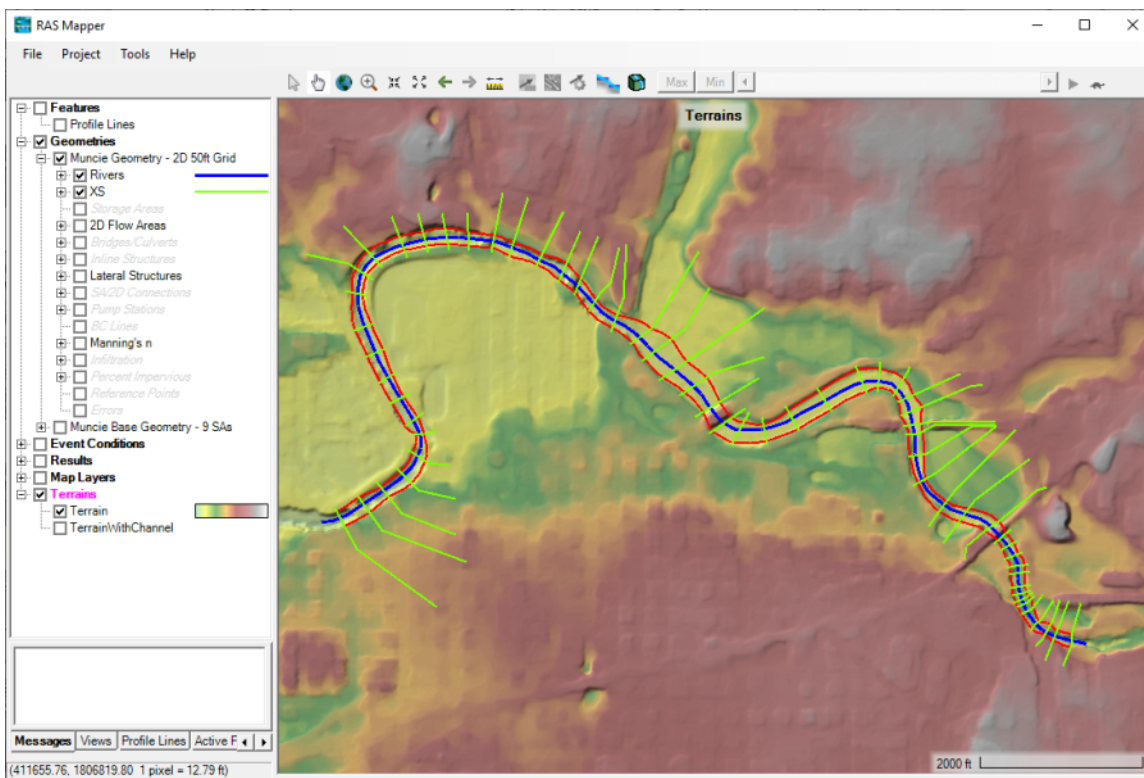 RAS Mapper
File Project Tools Help
Max Min
Features
Profile Lines
Geometries
Muncie Geometry - 2D 50ft Grid
Rivers
XS
Storage Areas
2D Flow Areas
Bridges/Culverts
Inline Structures
Lateral Structures
SA/2D Connections
Pump Stations
BC Lines
Manning's n
Infiltration
Percent Impervious
Reference Points
Errors
Muncie Base Geometry - 9 SAs
Event Conditions
Results
Map Layers
Terrains
Terrain
TerrainWithChannel
Terrains
2000 ft
Messages Views Profile Lines Active F
(411655.76, 1806819.80 1 pixel = 12.79 ft)